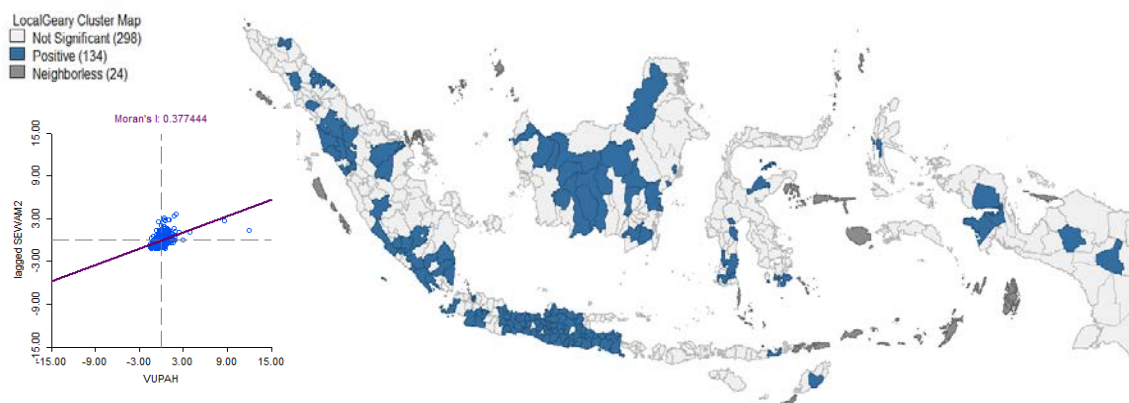 LocalGeary Cluster Map
Not Significant (298)
Positive (134)
Neighborless (24)
Moran's I: 0.377444
15.00
9.00
3.00
-3.00
-9.00
-15.00
lagged SEWAM2
-15.00 -9.00 -3.00 3.00 9.00 15.00
VUPAH